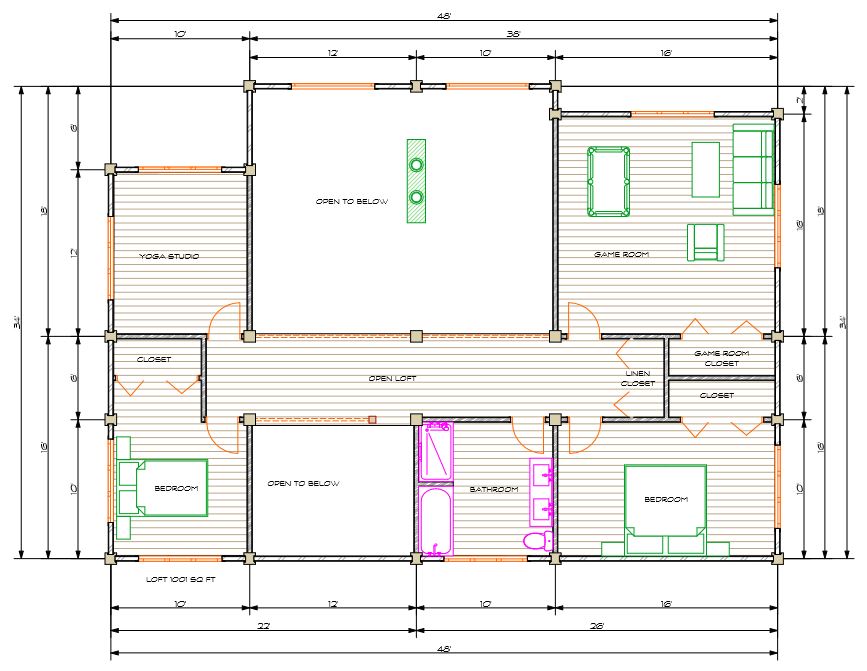 48'
10' 38'
12' 10' 16'
2'
6'
OPEN TO BELOW
18' 18'
16'
12'
YOGA STUDIO
GAME ROOM
34' 34'
CLOSET
GAME ROOM
CLOSET
6' 6'
OPEN LOFT
LINEN
CLOSET
CLOSET
16' 16'
BEDROOM
OPEN TO BELOW
BATHROOM
BEDROOM
10' 10'
LOFT 1001 SQ FT
10' 12' 10' 16'
22' 26'
48'